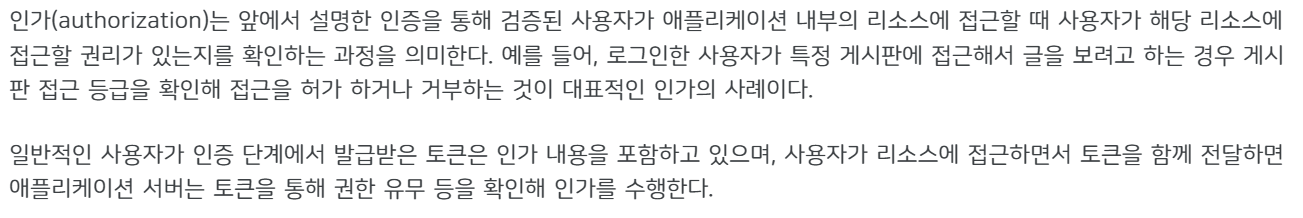 인가(authorization)는 앞에서 설명한 인증을 통해 검증된 사용자가 애플리케이션 내부의 리소스에 접근할 때 사용자가 해당 리소스에
접근할 권리가 있는지를 확인하는 과정을 의미한다. 예를 들어, 로그인한 사용자가 특정 게시판에 접근해서 글을 보려고 하는 경우 게시
판 접근 등급을 확인해 접근을 허가 하거나 거부하는 것이 대표적인 인가의 사례이다.
일반적인 사용자가 인증 단계에서 발급받은 토큰은 인가 내용을 포함하고 있으며, 사용자가 리소스에 접근하면서 토큰을 함께 전달하면
애플리케이션 서버는 토큰을 통해 권한 유무 등을 확인해 인가를 수행한다.